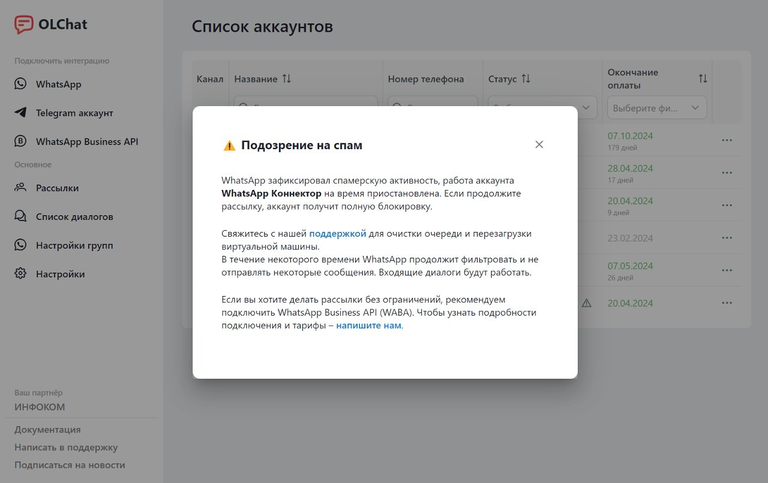 OLChat
Подключить интеграцию
WhatsApp
Telegram аккаунт
WhatsApp Business API
Основное
Рассылки
Список диалогов
Настройки групп
Настройки
Ваш партнёр
ИНФОКОМ
Документация
Написать в поддержку
Подписаться на новости
Список аккаунтов
Канал Название Номер телефона Статус Окончание
оплаты
Выберите фи...
07.10.2024
179 дней
28.04.2024
17 дней
20.04.2024
9 дней
23.02.2024
07.05.2024
26 дней
20.04.2024
Подозрение на спам
WhatsApp зафиксировал спамерскую активность, работа аккаунта
WhatsApp Коннектор на время приостановлена. Если продолжите
рассылку, аккаунт получит полную блокировку.
Свяжитесь с нашей поддержкой для очистки очереди и перезагрузки
виртуальной машины.
В течение некоторого времени WhatsApp продолжит фильтровать и не
отправлять некоторые сообщения. Входящие диалоги будут работать.
Если вы хотите делать рассылки без ограничений, рекомендуем
подключить WhatsApp Business API (WABA). Чтобы узнать подробности
подключения и тарифы – напишите нам.